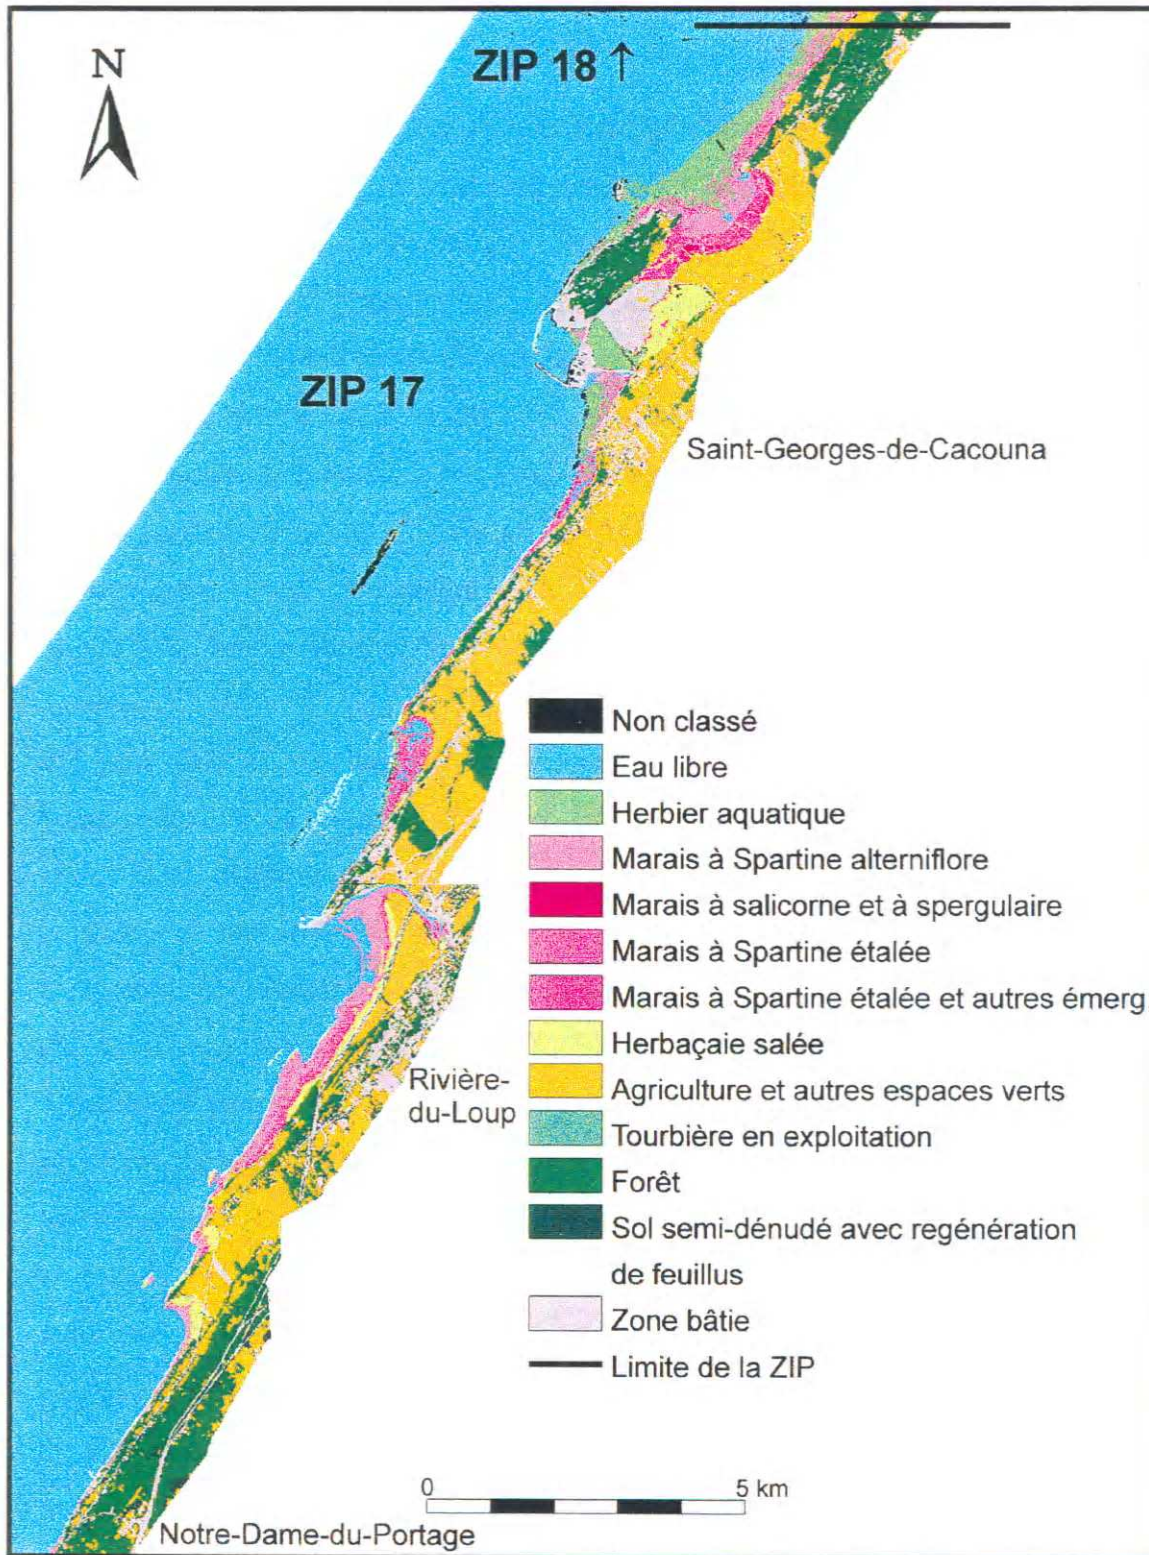 N
ZIP 18 ↑
ZIP 17
Saint-Georges-de-Cacouna
Non classé
Eau libre
Herbier aquatique
Marais à Spartine alterniflore
Marais à salicorne et à spergulaire
Marais à Spartine étalée
Marais à Spartine étalée et autres émerg
Herbaçaie salée
Rivière-
du-Loup
Agriculture et autres espaces verts
Tourbière en exploitation
Forêt
Sol semi-dénudé avec regénération
de feuillus
Zone bâtie
Limite de la ZIP
0 5 km
Notre-Dame-du-Portage